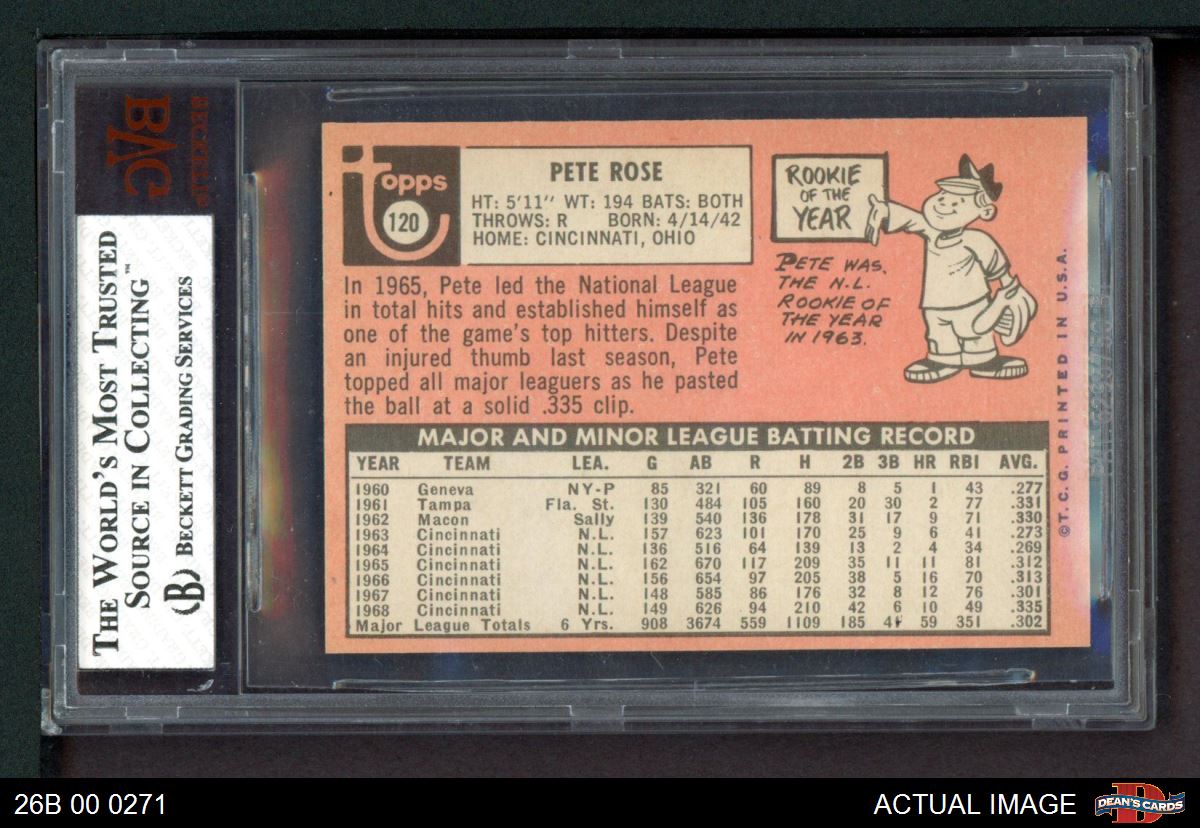 BECKETT
BVG
THE WORLD'S MOST TRUSTED
SOURCE IN COLLECTING™
(B) BECKETT GRADING SERVICES
Topps
120
PETE ROSE
HT: 5'11" WT: 194 BATS: BOTH
THROWS: R BORN: 4/14/42
HOME: CINCINNATI, OHIO
In 1965, Pete led the National League
in total hits and established himself as
one of the game's top hitters. Despite
an injured thumb last season, Pete
topped all major leaguers as he pasted
the ball at a solid .335 clip.
ROOKIE
OF THE
YEAR
PETE WAS
THE N.L.
ROOKIE OF
THE YEAR
IN 1963.
MAJOR AND MINOR LEAGUE BATTING RECORD
YEAR TEAM LEA. G AB R H 2B 3B HR RBI AVG.
1960 Geneva NY-P 85 321 60 89 8 5 1 43 .277
1961 Tampa Fla. St. 130 484 105 160 20 30 2 77 .331
1962 Macon Sally 139 540 136 178 31 17 9 71 .330
1963 Cincinnati N.L. 157 623 101 170 25 9 6 41 .273
1964 Cincinnati N.L. 136 516 64 139 13 2 4 34 .269
1965 Cincinnati N.L. 162 670 117 209 35 11 11 81 .312
1966 Cincinnati N.L. 156 654 97 205 38 5 16 70 .313
1967 Cincinnati N.L. 148 585 86 176 32 8 12 76 .301
1968 Cincinnati N.L. 149 626 94 210 42 6 10 49 .335
Major League Totals 6 Yrs. 908 3674 559 1109 185 59 351 .302
©T.C.G. PRINTED IN U.S.A.
26B 00 0271
ACTUAL IMAGE
D
DEAN'S CARDS